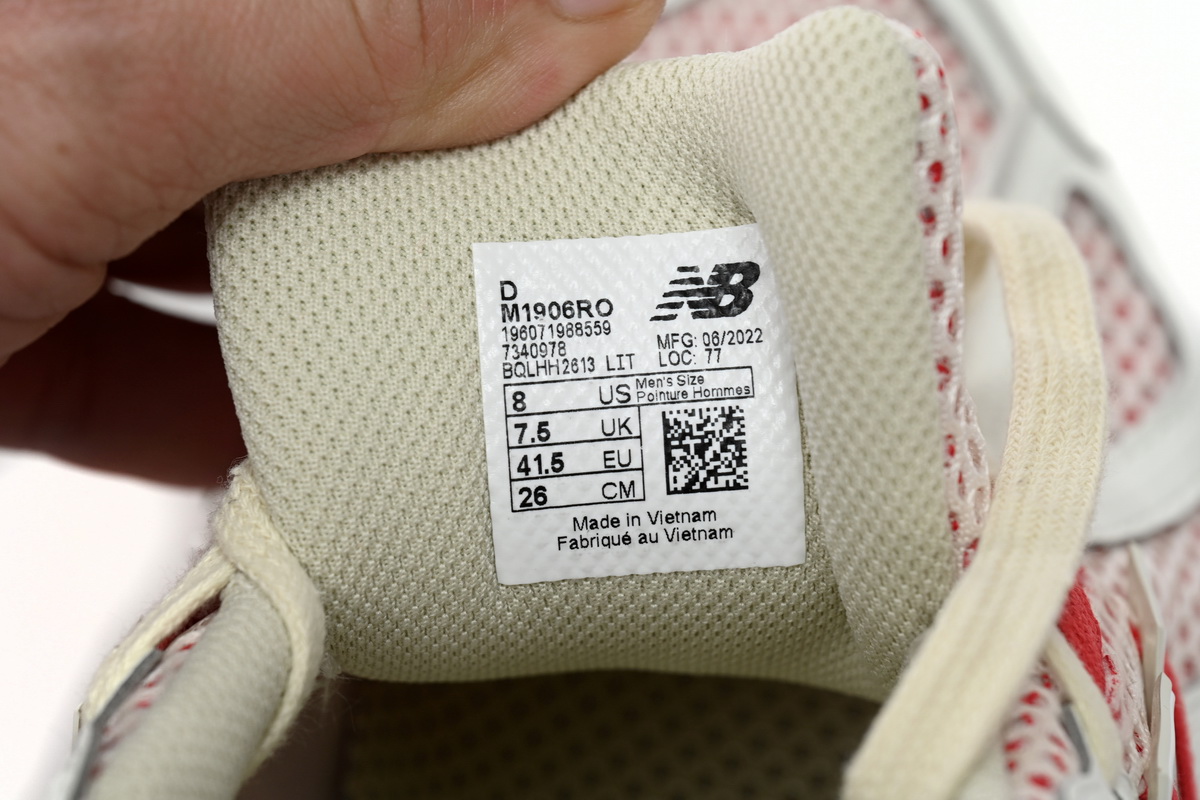 D
M1906RO
196071988559
7340978
BQLHH2613 LIT
NB
MFG: 06/2022
LOC: 77
8 US Men's Size
Pointure Hommes
7.5 UK
41.5 EU
26 CM
Made in Vietnam
Fabriqué au Vietnam